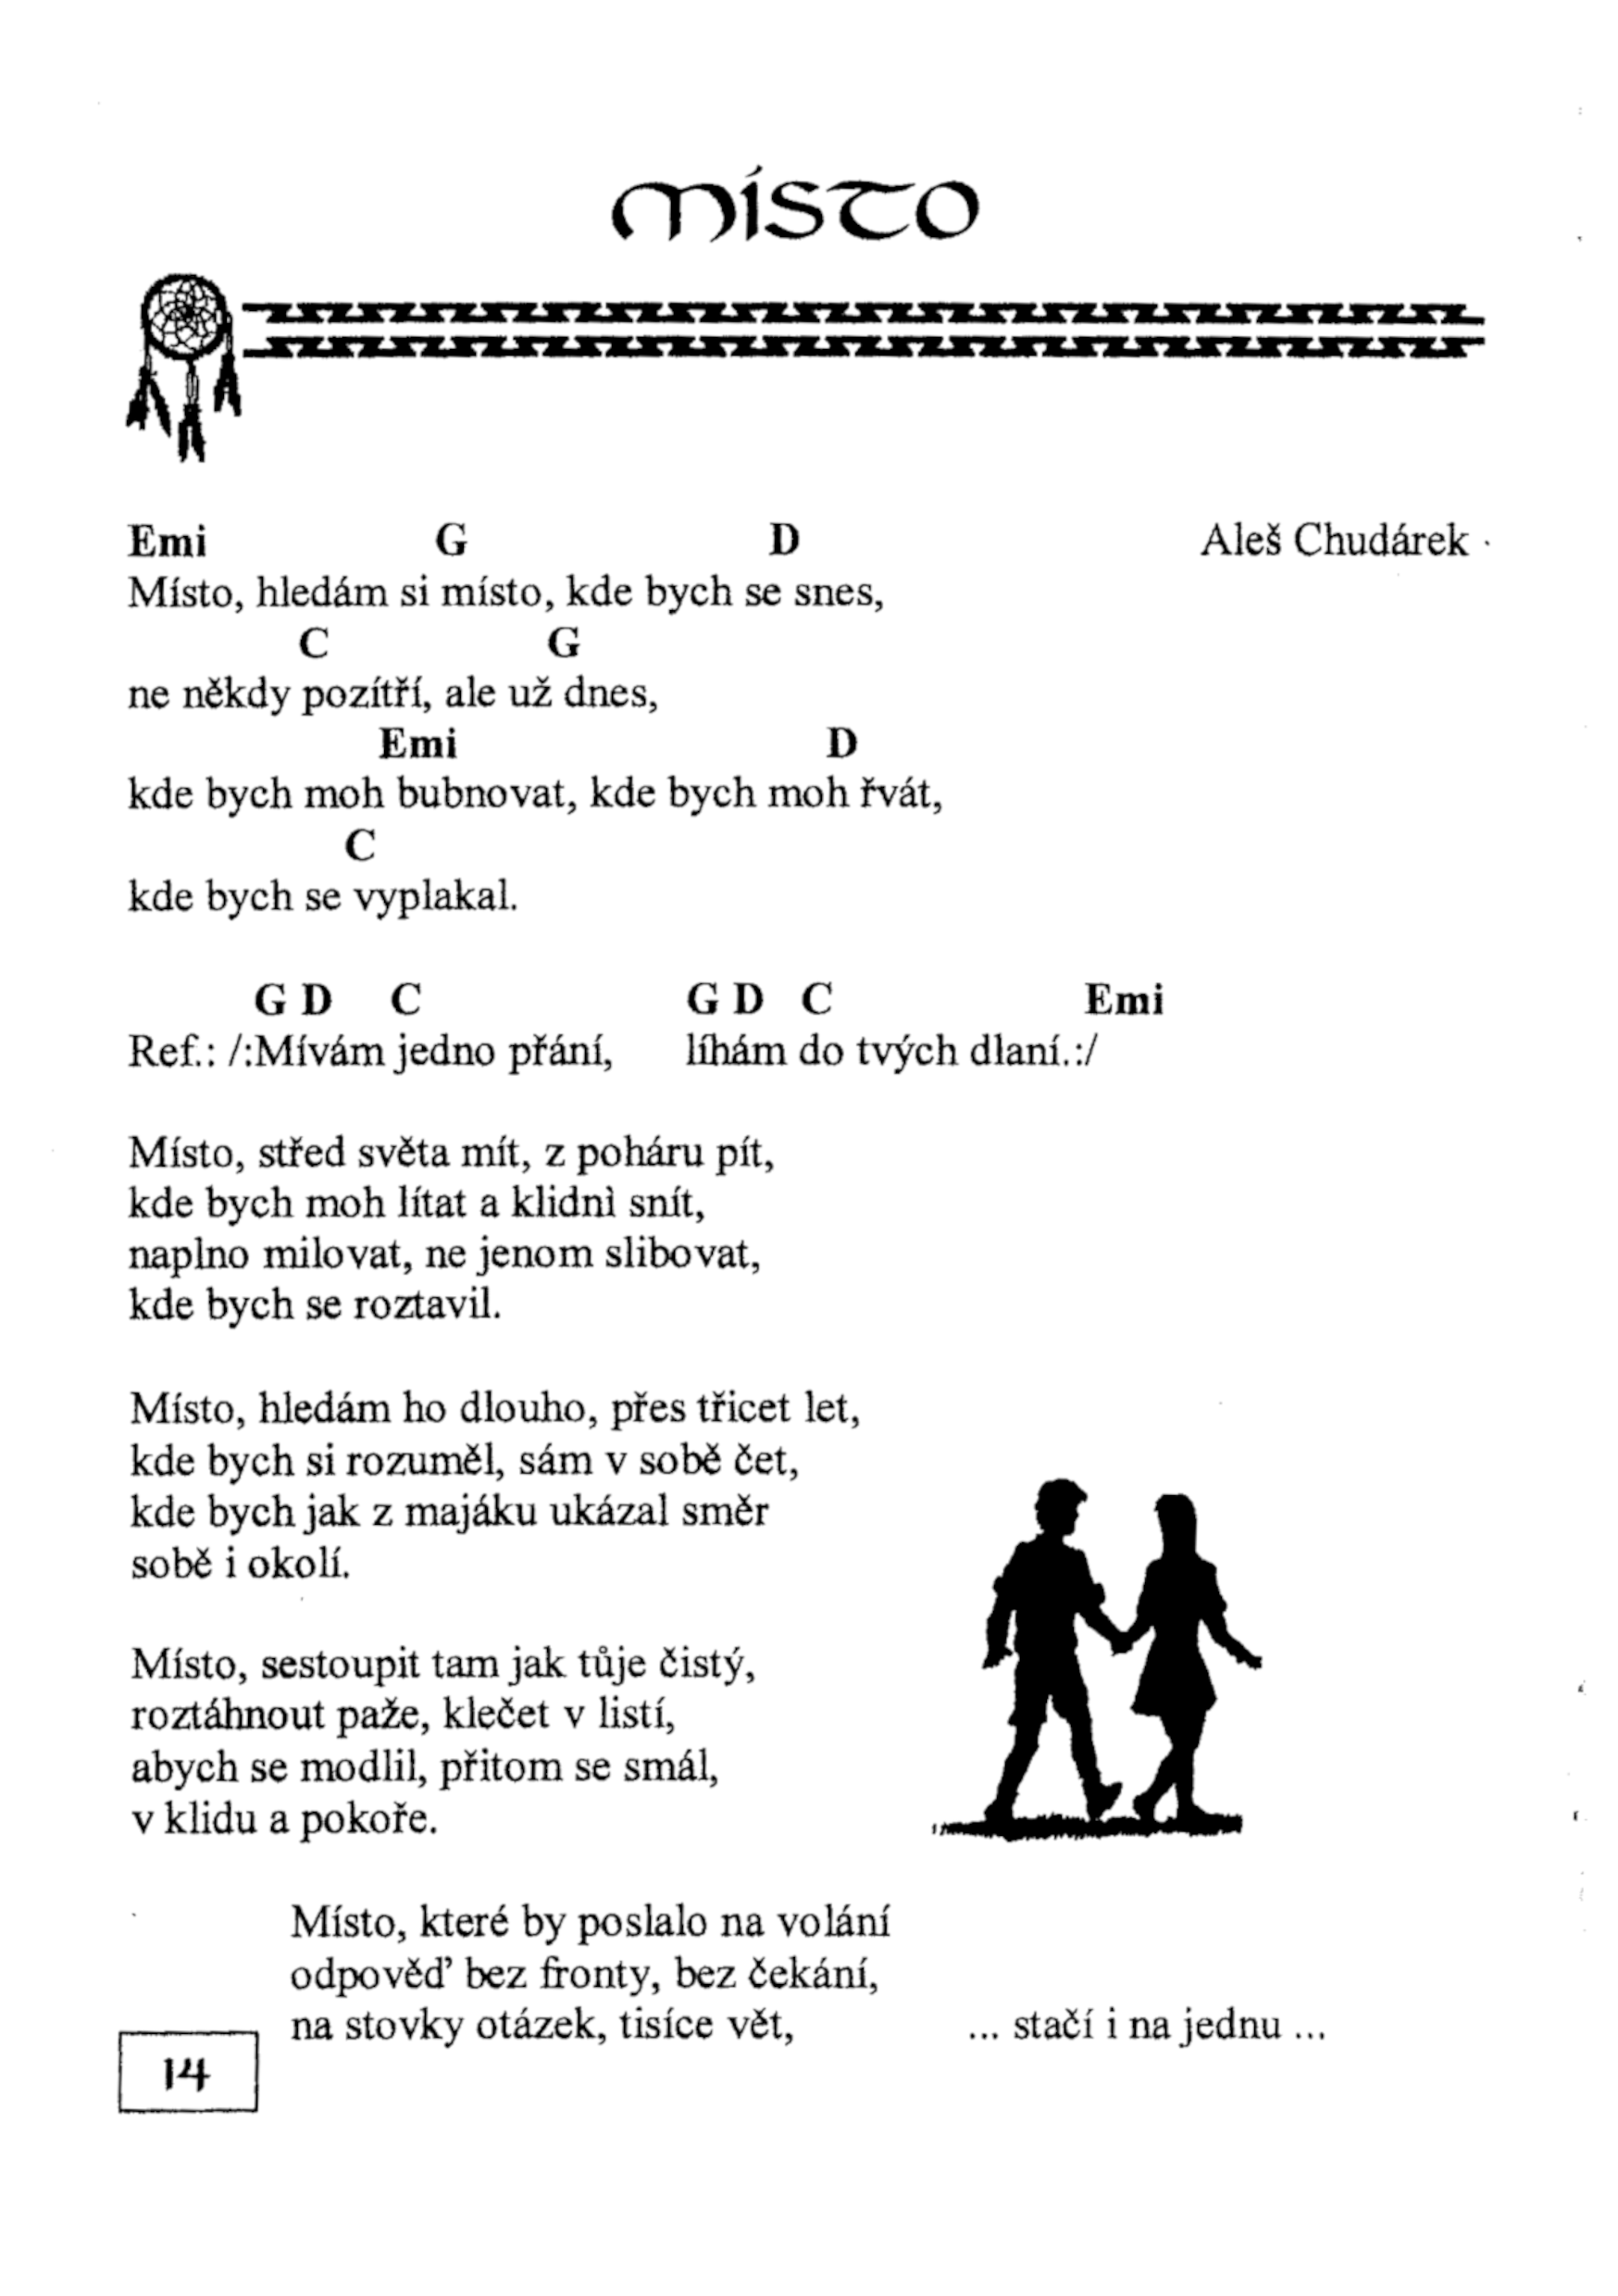 místo
Emi G D Aleš Chudárek
Místo, hledám si místo, kde bych se snes,
C G
ne někdy pozítří, ale už dnes,
Emi D
kde bych moh bubnovat, kde bych moh řvát,
C
kde bych se vyplakal.
G D C G D C Emi
Ref.: /:Mívám jedno přání, líhám do tvých dlaní.:/
Místo, střed světa mít, z poháru pít,
kde bych moh lítat a klidnì snít,
naplno milovat, ne jenom slibovat,
kde bych se roztavil.
Místo, hledám ho dlouho, přes třicet let,
kde bych si rozuměl, sám v sobě čet,
kde bych jak z majáku ukázal směr
sobě i okolí.
Místo, sestoupit tam jak tůje čistý,
roztáhnout paže, klečet v listí,
abych se modlil, přitom se smál,
v klidu a pokoře.
Místo, které by poslalo na volání
odpověď bez fronty, bez čekání,
na stovky otázek, tisíce vět, ... stačí i na jednu ...
14